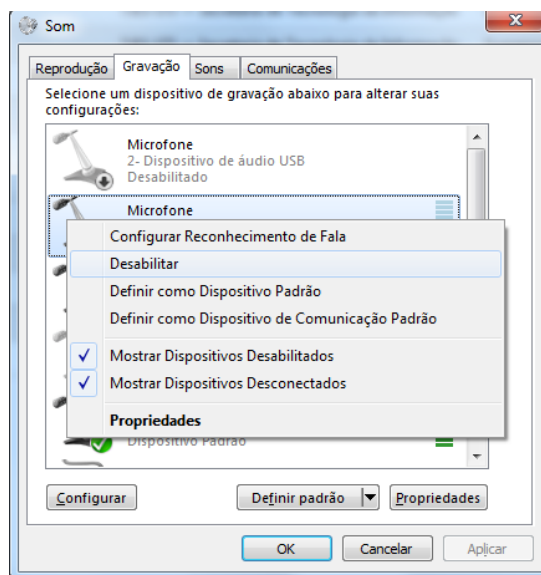 Som
Reprodução Gravação Sons Comunicações
Selecione um dispositivo de gravação abaixo para alterar suas
configurações:
Microfone
2- Dispositivo de áudio USB
Desabilitado
Microfone
Configurar Reconhecimento de Fala
Desabilitar
Definir como Dispositivo Padrão
Definir como Dispositivo de Comunicação Padrão
Mostrar Dispositivos Desabilitados
Mostrar Dispositivos Desconectados
Propriedades
Dispositivo Padrão
Configurar Definir padrão Propriedades
OK Cancelar Aplicar